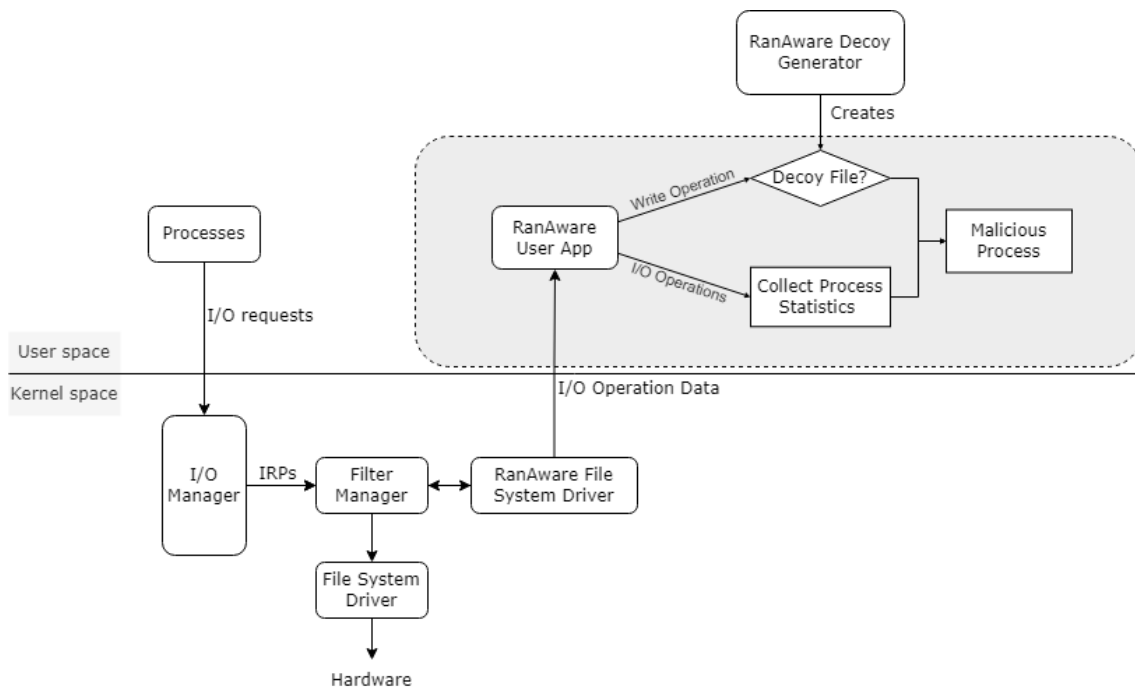 RanAware Decoy
Generator
Creates
Decoy File?
Write Operation
RanAware
User App
I/O Operations
Collect Process
Statistics
Malicious
Process
Processes
I/O requests
User space
Kernel space
I/O Operation Data
I/O
Manager
IRPs
Filter
Manager
RanAware File
System Driver
File System
Driver
Hardware